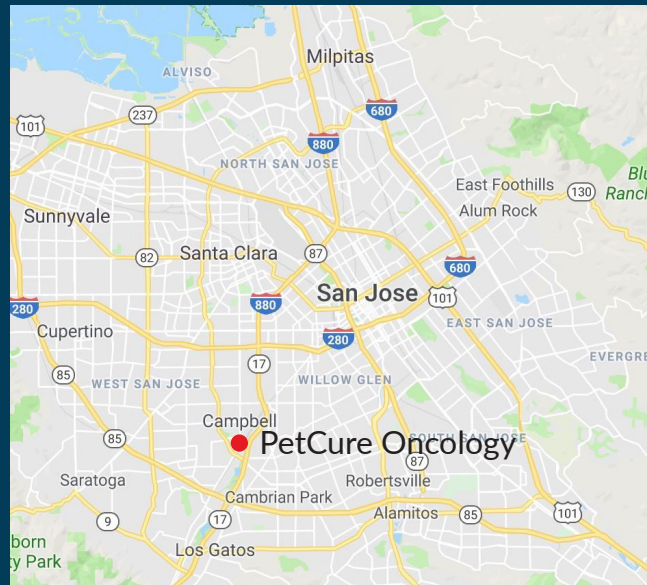 Milpitas
ALVISO
680
237
101
880
NORTH SAN JOSE
East Foothills
130
Blu
Ranch
Alum Rock
Sunnyvale
82
Santa Clara
87
680
San Jose
101
280
880
EAST SAN JOSE
Cupertino
280
EVERGRE
17
85
WEST SAN JOSE
WILLOW GLEN
Campbell
PetCure Oncology
SOUTH SAN JOSE
85
87
Saratoga
Robertsville
Cambrian Park
9
17
Alamitos
85
101
born
ty Park
Los Gatos